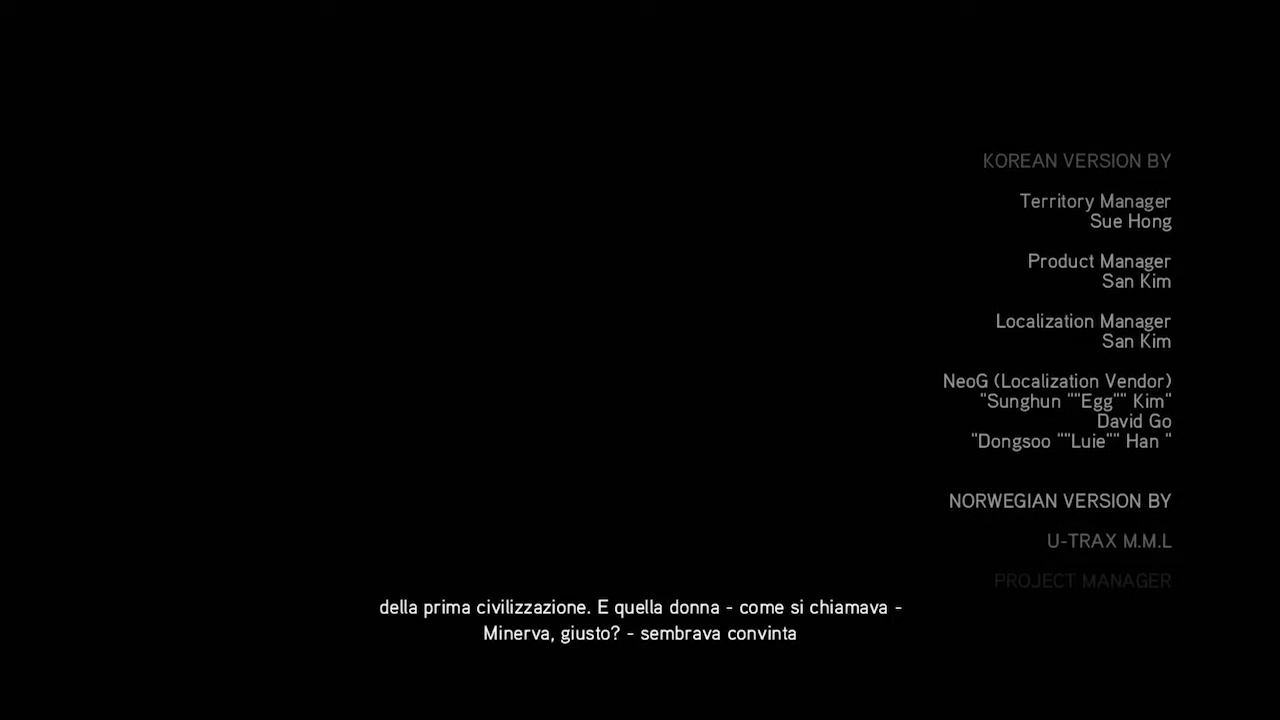 KOREAN VERSION BY
Territory Manager
Sue Hong
Product Manager
San Kim
Localization Manager
San Kim
NeoG (Localization Vendor)
"Sunghun ""Egg"" Kim"
David Go
"Dongsoo ""Luie"" Han "
NORWEGIAN VERSION BY
U-TRAX M.M.L
PROJECT MANAGER
della prima civilizzazione. E quella donna - come si chiamava -
Minerva, giusto? - sembrava convinta